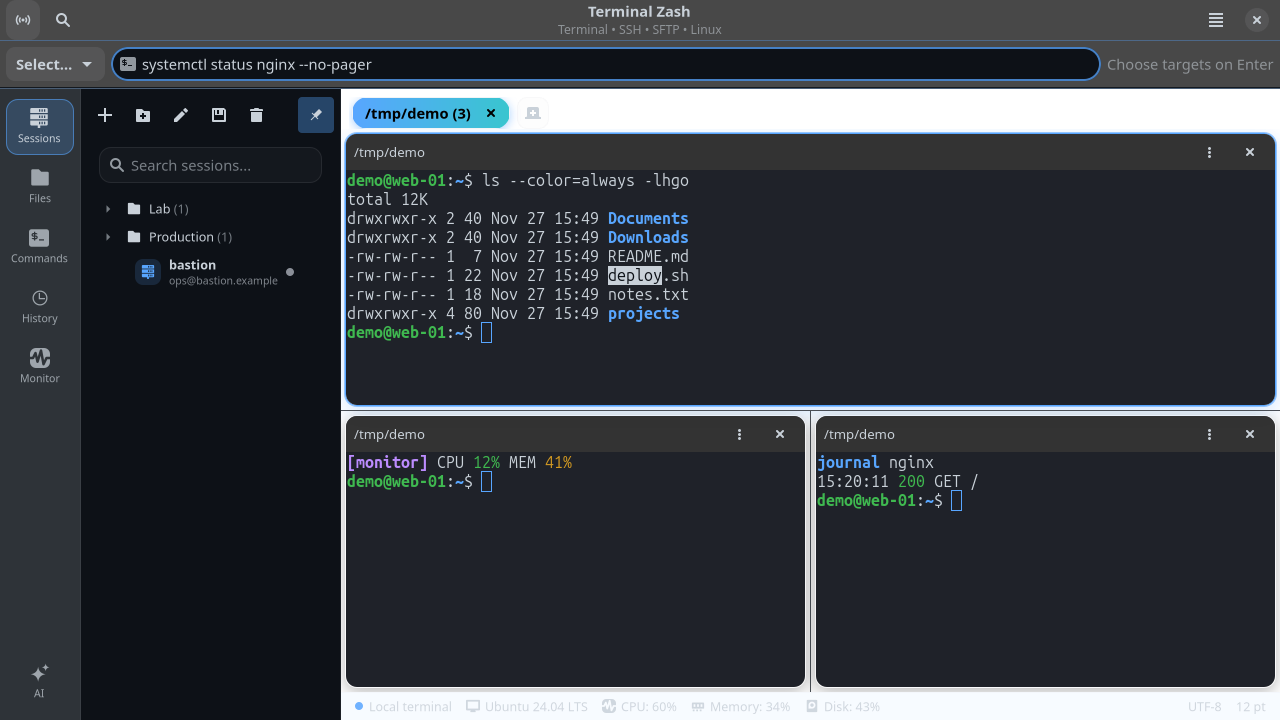 Terminal Zash
Terminal • SSH • SFTP • Linux
Select...
systemctl status nginx --no-pager
Choose targets on Enter
Sessions
Files
Commands
History
Monitor
AI
Search sessions...
Lab (1)
Production (1)
bastion
ops@bastion.example
/tmp/demo (3)
/tmp/demo
demo@web-01:~$ ls --color=always -lhgo
total 12K
drwxrwxr-x 2 40 Nov 27 15:49 Documents
drwxrwxr-x 2 40 Nov 27 15:49 Downloads
-rw-rw-r-- 1  7 Nov 27 15:49 README.md
-rw-rw-r-- 1 22 Nov 27 15:49 deploy.sh
-rw-rw-r-- 1 18 Nov 27 15:49 notes.txt
drwxrwxr-x 4 80 Nov 27 15:49 projects
demo@web-01:~$
/tmp/demo
[monitor] CPU 12% MEM 41%
demo@web-01:~$
/tmp/demo
journal nginx
15:20:11 200 GET /
demo@web-01:~$
Local terminal Ubuntu 24.04 LTS CPU: 60% Memory: 34% Disk: 43% UTF-8 12 pt